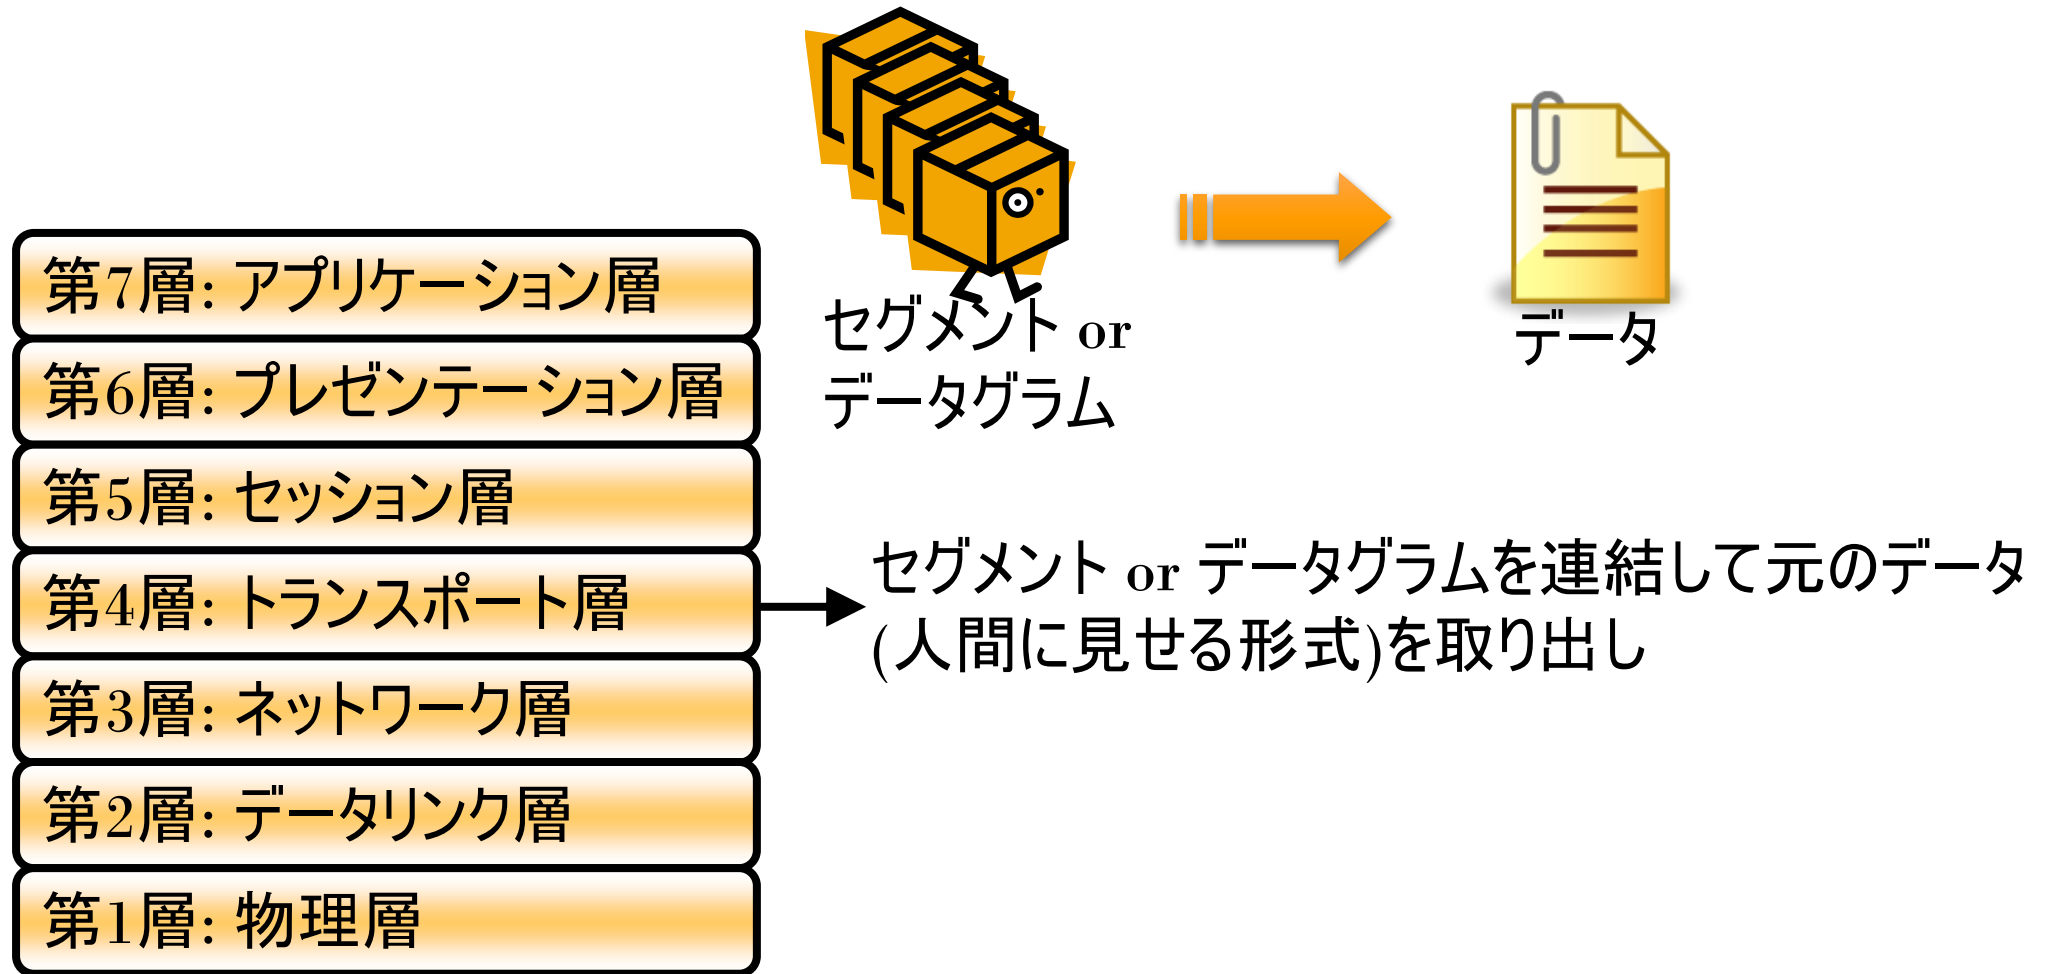 第7層: アプリケーション層
第6層: プレゼンテーション層
第5層: セッション層
第4層: トランスポート層
第3層: ネットワーク層
第2層: データリンク層
第1層: 物理層
セグメント or
データグラム
データ
セグメント or データグラムを連結して元のデータ
(人間に見せる形式)を取り出し